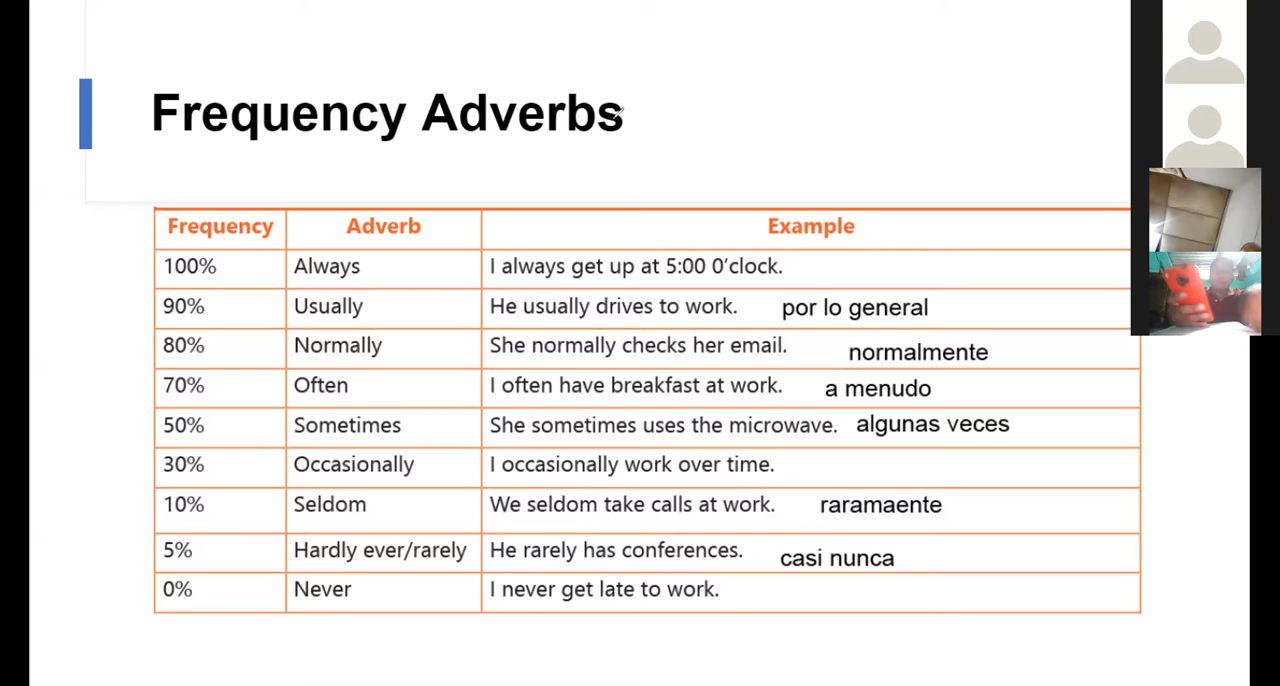 Frequency Adverbs
Frequency Adverb Example
100% Always I always get up at 5:00 0'clock.
90% Usually He usually drives to work. por lo general
80% Normally She normally checks her email. normalmente
70% Often I often have breakfast at work. a menudo
50% Sometimes She sometimes uses the microwave. algunas veces
30% Occasionally I occasionally work over time.
10% Seldom We seldom take calls at work. raramaente
5% Hardly ever/rarely He rarely has conferences. casi nunca
0% Never I never get late to work.